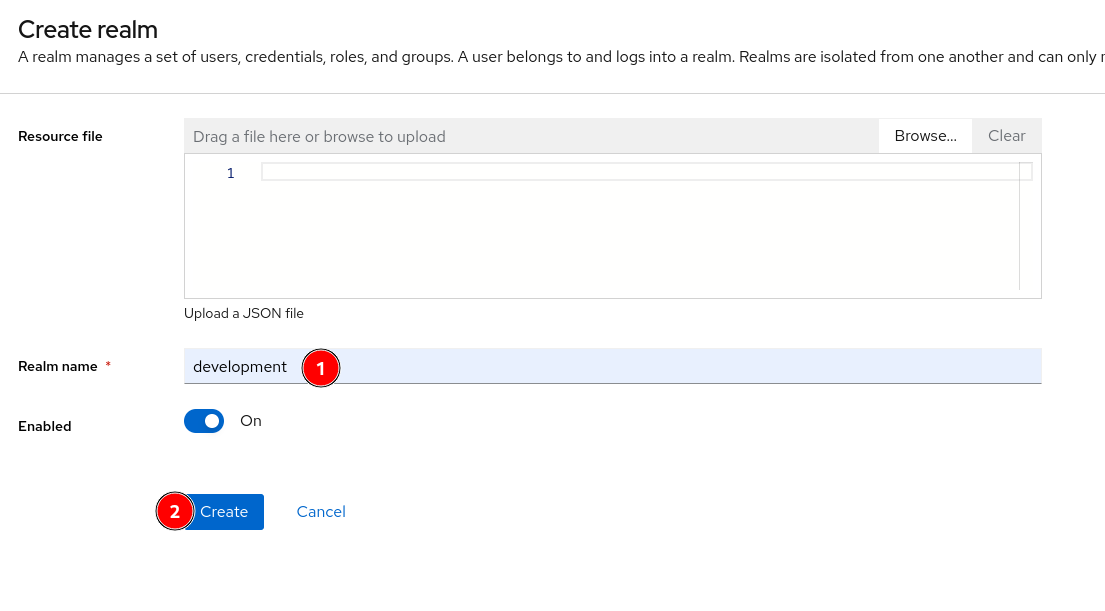 Create realm
A realm manages a set of users, credentials, roles, and groups. A user belongs to and logs into a realm. Realms are isolated from one another and can only
Resource file
Drag a file here or browse to upload
Browse...
Clear
1
Upload a JSON file
Realm name *
development
1
Enabled
On
2
Create
Cancel